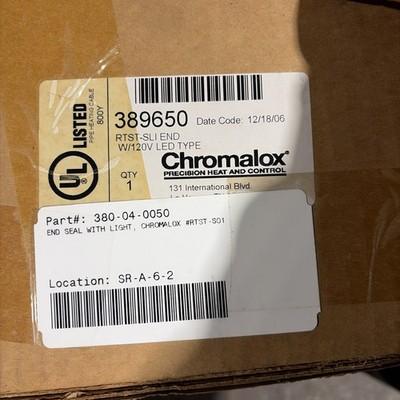 UL
LISTED
PIPE HEATING CABLE
800Y
389650 Date Code: 12/18/06
RTST-SLI END
W/120V LED TYPE
QTY
1
Chromalox®
PRECISION HEAT AND CONTROL
131 International Blvd.
Part#: 380-04-0050
END SEAL WITH LIGHT, CHROMALOX #RTST-S01
Location: SR-A-6-2